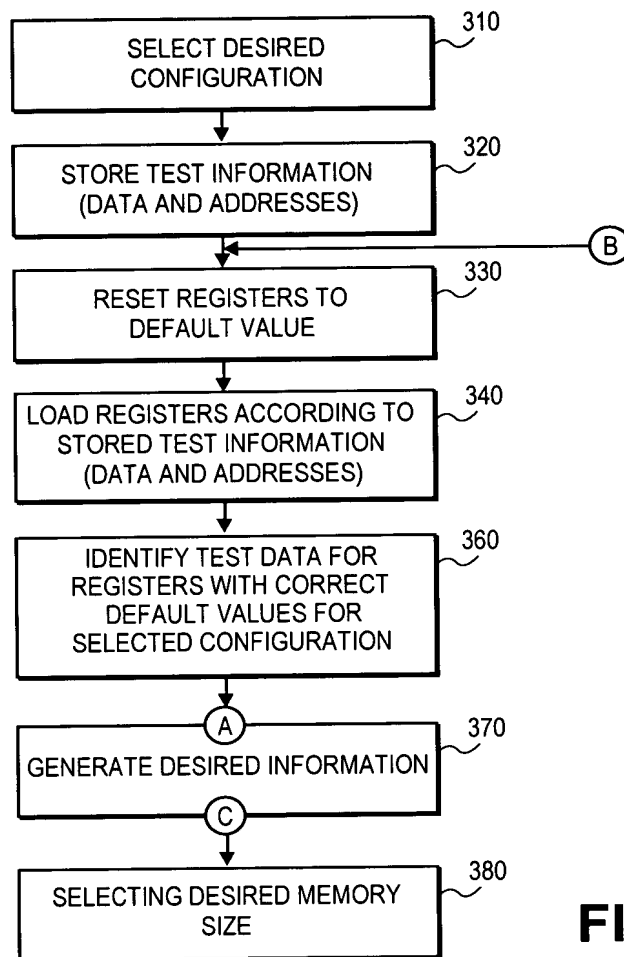 310
SELECT DESIRED
CONFIGURATION
320
STORE TEST INFORMATION
(DATA AND ADDRESSES)
B
330
RESET REGISTERS TO
DEFAULT VALUE
340
LOAD REGISTERS ACCORDING TO
STORED TEST INFORMATION
(DATA AND ADDRESSES)
360
IDENTIFY TEST DATA FOR
REGISTERS WITH CORRECT
DEFAULT VALUES FOR
SELECTED CONFIGURATION
A
370
GENERATE DESIRED INFORMATION
C
380
SELECTING DESIRED MEMORY
SIZE
FI